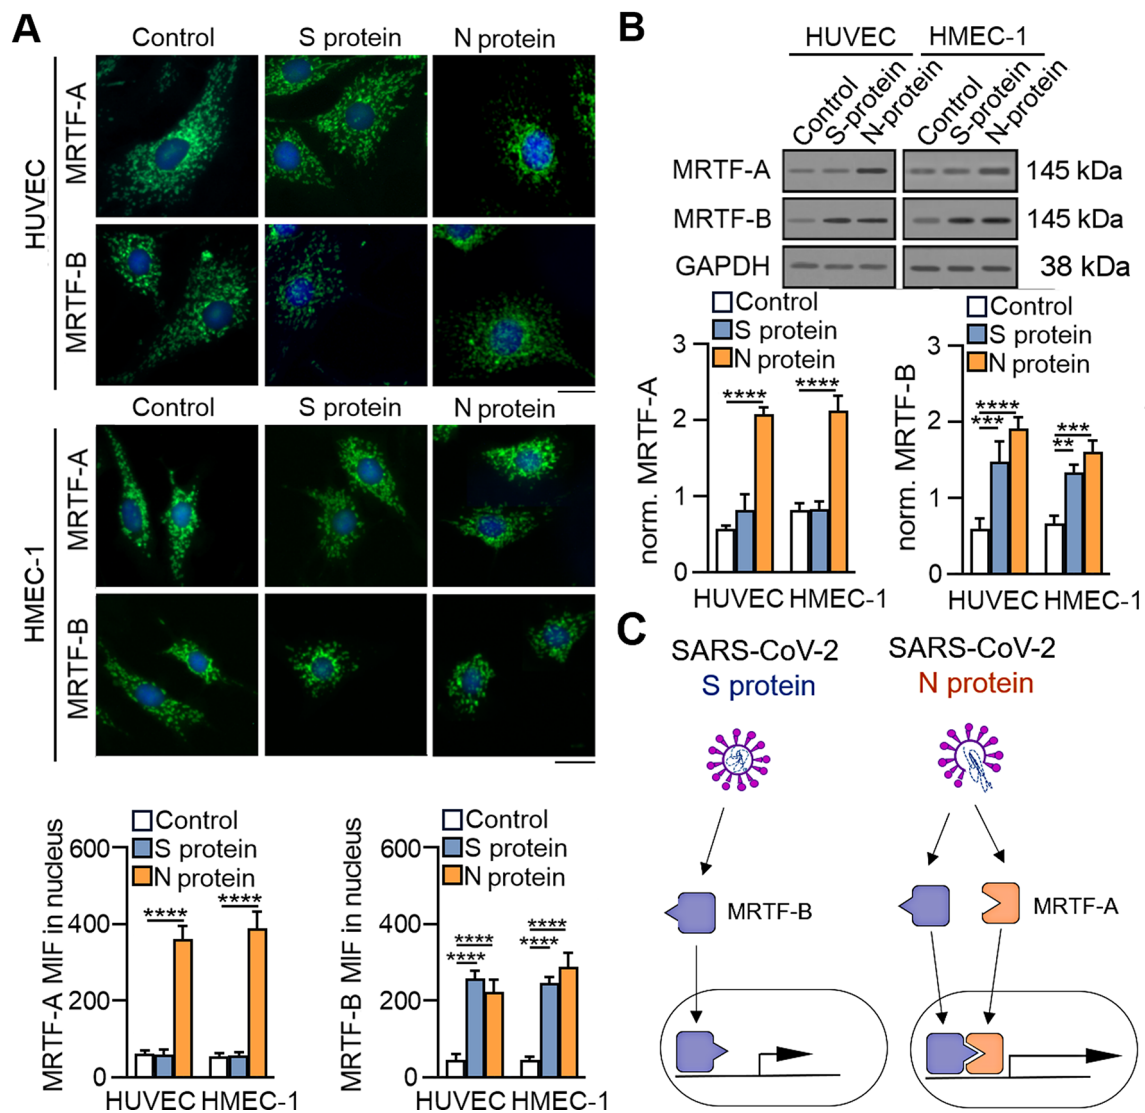 A
Control
S protein
N protein
HUVEC
MRTF-A
MRTF-B
Control
S protein
N protein
HMEC-1
MRTF-A
MRTF-B
Control
S protein
N protein
MRTF-A MIF in nucleus
600
400
200
0
****
****
HUVEC HMEC-1
Control
S protein
N protein
MRTF-B MIF in nucleus
600
400
200
0
****
****
****
****
HUVEC HMEC-1
B
HUVEC HMEC-1
Control
S-protein
N-protein
Control
S-protein
N-protein
MRTF-A 145 kDa
MRTF-B 145 kDa
GAPDH 38 kDa
Control
S protein
N protein
norm. MRTF-A
3
2
1
0
****
****
HUVEC HMEC-1
Control
S protein
N protein
norm. MRTF-B
3
2
1
0
****
***
***
**
HUVEC HMEC-1
C
SARS-CoV-2
S protein
SARS-CoV-2
N protein
MRTF-B
MRTF-A